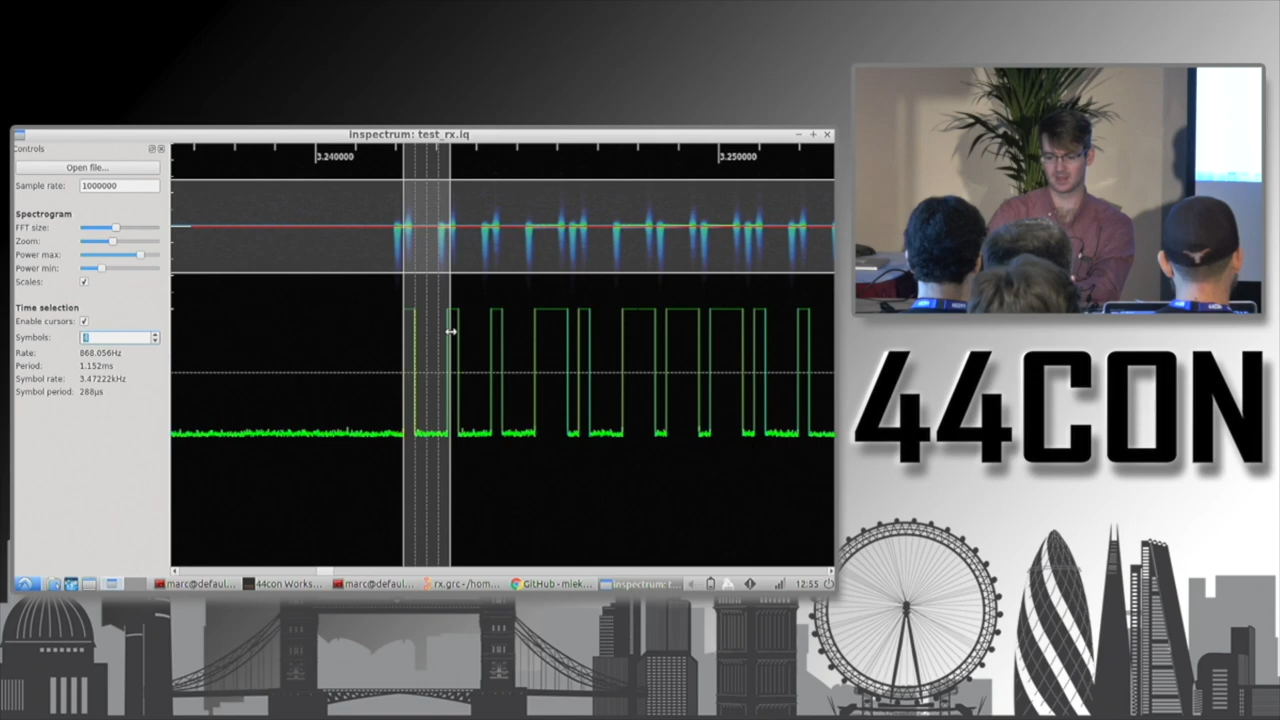 Inspectrum: test_rx.iq
Controls
Open file...
Sample rate: 1000000
Spectrogram
FFT size:
Zoom:
Power max:
Power min:
Scales:
Time selection
Enable cursors:
Symbols:
Rate: 868.056Hz
Period: 1.152ms
Symbol rate: 3.47222kHz
Symbol period: 288µs
3.240000
3.250000
marc@defaul...
44con Works...
marc@defaul...
rx.grc - /hom...
GitHub - miek...
Inspectrum: t...
12:55
44CON